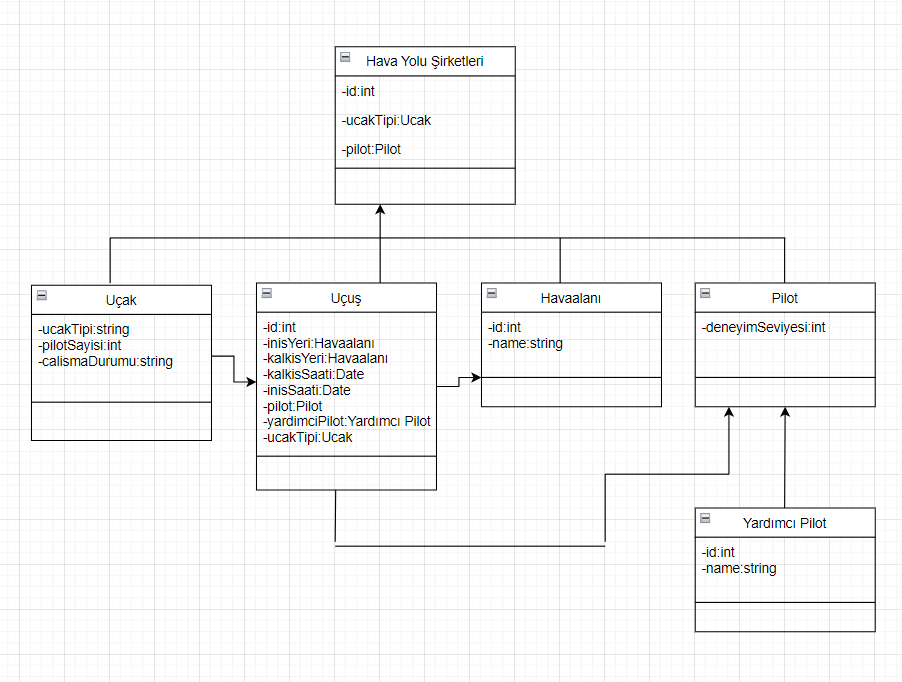 Hava Yolu Şirketleri
-id:int
-ucakTipi:Ucak
-pilot:Pilot
Uçak
-ucakTipi:string
-pilotSayisi:int
-calismaDurumu:string
Uçuş
-id:int
-inisYeri:Havaalanı
-kalkisYeri:Havaalanı
-kalkisSaati:Date
-inisSaati:Date
-pilot:Pilot
-yardimciPilot:Yardımcı Pilot
-ucakTipi:Ucak
Havaalanı
-id:int
-name:string
Pilot
-deneyimSeviyesi:int
Yardımcı Pilot
-id:int
-name:string